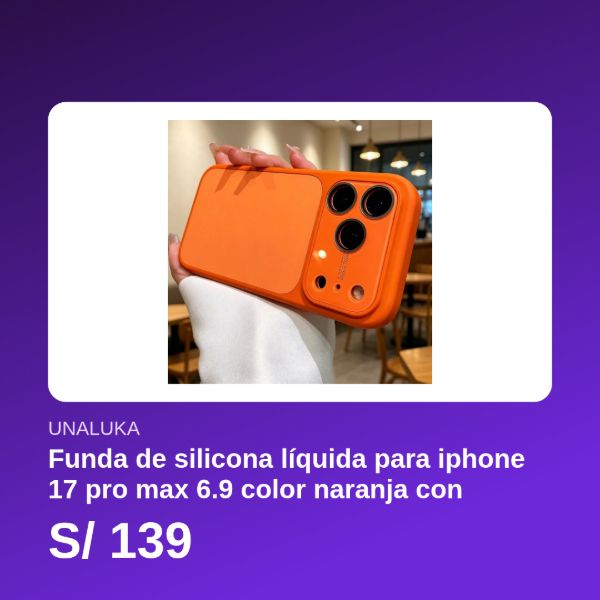 UNALUKA
Funda de silicona líquida para iphone
17 pro max 6.9 color naranja con
S/ 139